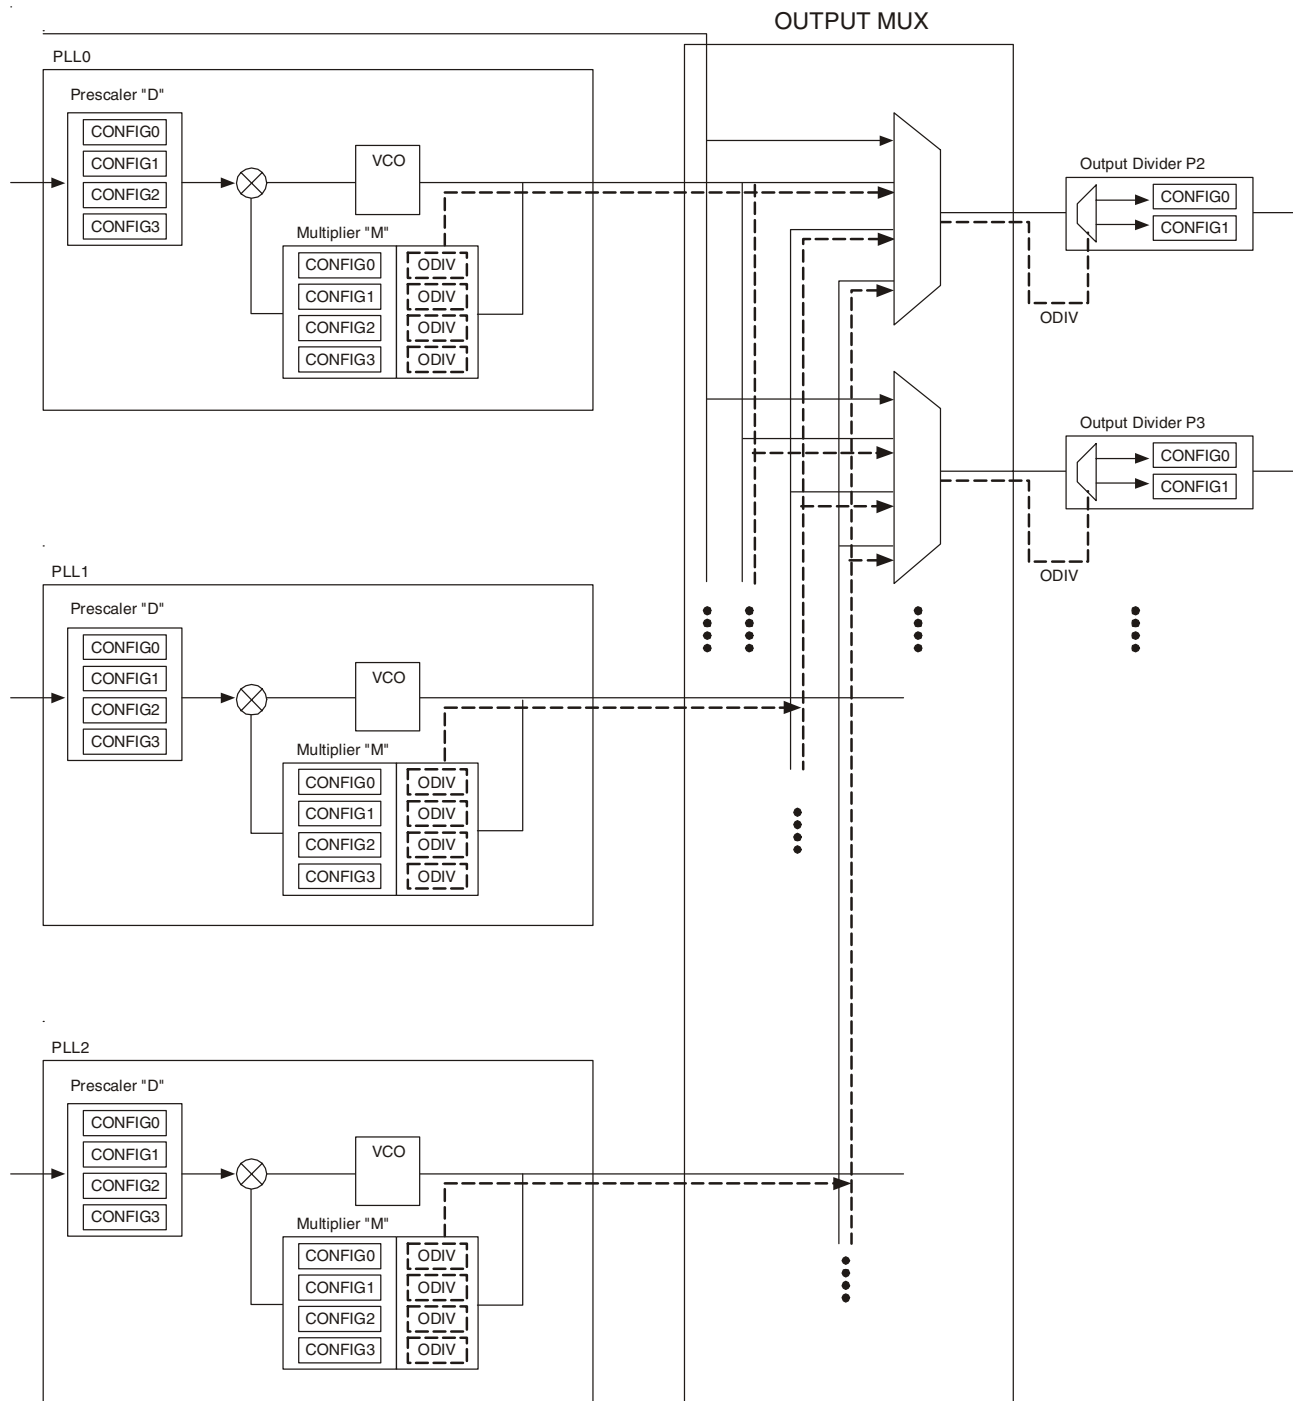 OUTPUT MUX
PLL0
Prescaler "D"
CONFIG0
CONFIG1
CONFIG2
CONFIG3
VCO
Multiplier "M"
CONFIG0 ODIV
CONFIG1 ODIV
CONFIG2 ODIV
CONFIG3 ODIV
Output Divider P2
CONFIG0
CONFIG1
ODIV
Output Divider P3
CONFIG0
CONFIG1
ODIV
PLL1
Prescaler "D"
CONFIG0
CONFIG1
CONFIG2
CONFIG3
VCO
Multiplier "M"
CONFIG0 ODIV
CONFIG1 ODIV
CONFIG2 ODIV
CONFIG3 ODIV
PLL2
Prescaler "D"
CONFIG0
CONFIG1
CONFIG2
CONFIG3
VCO
Multiplier "M"
CONFIG0 ODIV
CONFIG1 ODIV
CONFIG2 ODIV
CONFIG3 ODIV